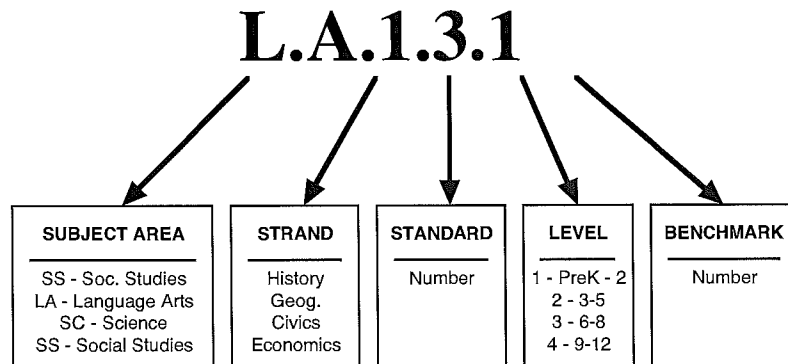 L.A.1.3.1
SUBJECT AREA
SS - Soc. Studies
LA - Language Arts
SC - Science
SS - Social Studies
STRAND
History
Geog.
Civics
Economics
STANDARD
Number
LEVEL
1 - PreK - 2
2 - 3-5
3 - 6-8
4 - 9-12
BENCHMARK
Number